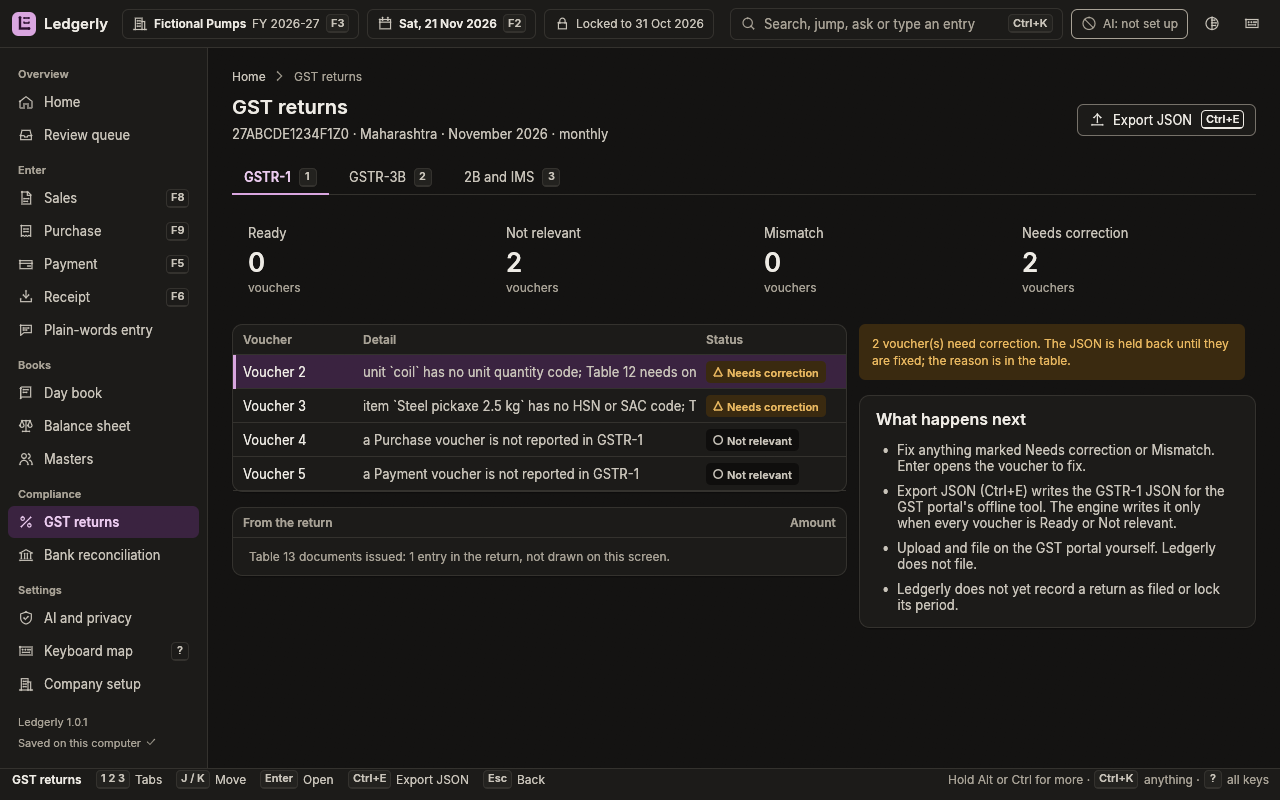 Ledgerly
Fictional Pumps FY 2026-27 F3
Sat, 21 Nov 2026 F2
Locked to 31 Oct 2026
Search, jump, ask or type an entry Ctrl+K
AI: not set up
Overview
Home
Review queue
Enter
Sales F8
Purchase F9
Payment F5
Receipt F6
Plain-words entry
Books
Day book
Balance sheet
Masters
Compliance
GST returns
Bank reconciliation
Settings
AI and privacy
Keyboard map ?
Company setup
Ledgerly 1.0.1
Saved on this computer
Home GST returns
GST returns
27ABCDE1234F1Z0 · Maharashtra · November 2026 · monthly
Export JSON Ctrl+E
GSTR-1 1 GSTR-3B 2 2B and IMS 3
Ready Not relevant Mismatch Needs correction
0 2 0 2
vouchers vouchers vouchers vouchers
Voucher Detail Status
Voucher 2 unit `coil` has no unit quantity code; Table 12 needs on Needs correction
Voucher 3 item `Steel pickaxe 2.5 kg` has no HSN or SAC code; T Needs correction
Voucher 4 a Purchase voucher is not reported in GSTR-1 Not relevant
Voucher 5 a Payment voucher is not reported in GSTR-1 Not relevant
From the return Amount
Table 13 documents issued: 1 entry in the return, not drawn on this screen.
2 voucher(s) need correction. The JSON is held back until they
are fixed; the reason is in the table.
What happens next
• Fix anything marked Needs correction or Mismatch.
Enter opens the voucher to fix.
• Export JSON (Ctrl+E) writes the GSTR-1 JSON for the
GST portal's offline tool. The engine writes it only
when every voucher is Ready or Not relevant.
• Upload and file on the GST portal yourself. Ledgerly
does not file.
• Ledgerly does not yet record a return as filed or lock
its period.
GST returns 1 2 3 Tabs J / K Move Enter Open Ctrl+E Export JSON Esc Back
Hold Alt or Ctrl for more · Ctrl+K anything · ? all keys